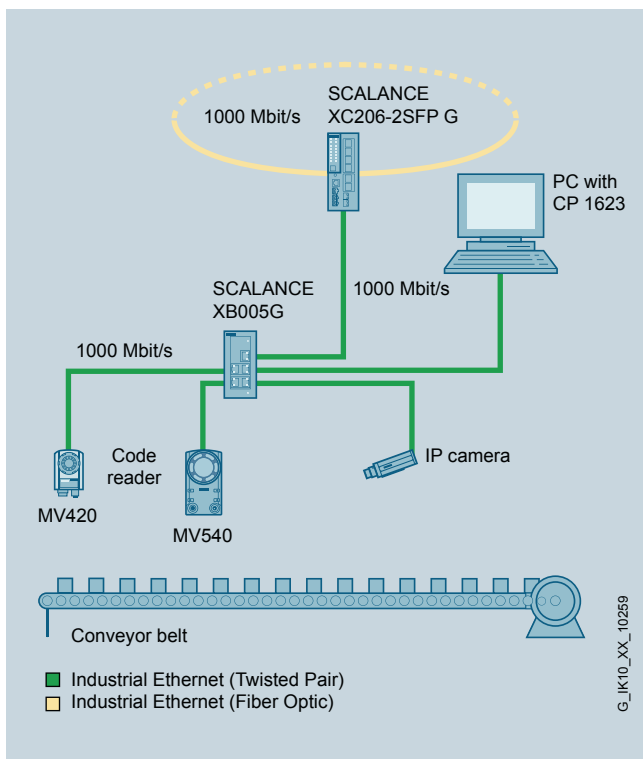 SCALANCE
XC206-2SFP G
1000 Mbit/s
PC with
CP 1623
SCALANCE
XB005G
1000 Mbit/s
1000 Mbit/s
Code
reader
IP camera
MV420
MV540
Conveyor belt
Industrial Ethernet (Twisted Pair)
Industrial Ethernet (Fiber Optic)
G_IK10_XX_10259